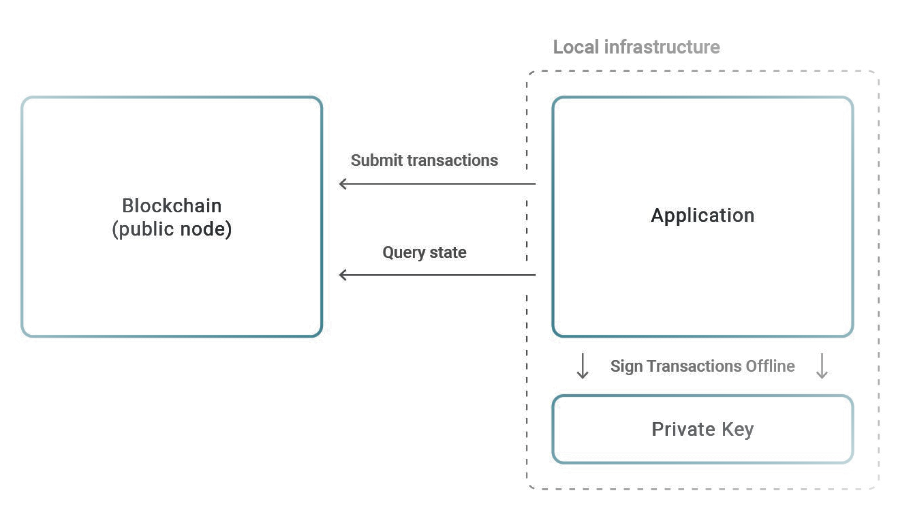 Local infrastructure
Submit transactions
Blockchain
(public node)
Application
Query state
Sign Transactions Offline
Private Key